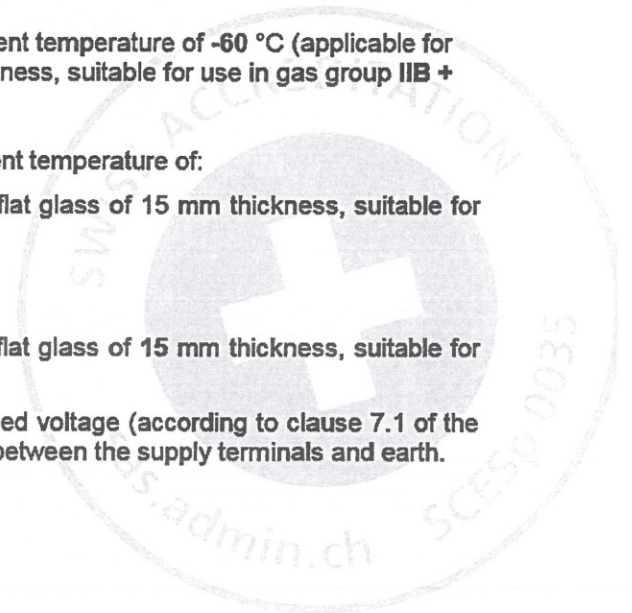 ent temperature of -60 °C (applicable for
ness, suitable for use in gas group IIB +
ent temperature of:
flat glass of 15 mm thickness, suitable for
flat glass of 15 mm thickness, suitable for
ed voltage (according to clause 7.1 of the
between the supply terminals and earth.
SWISS ACCREDITATION
sas.admin.ch
SCESp 0035